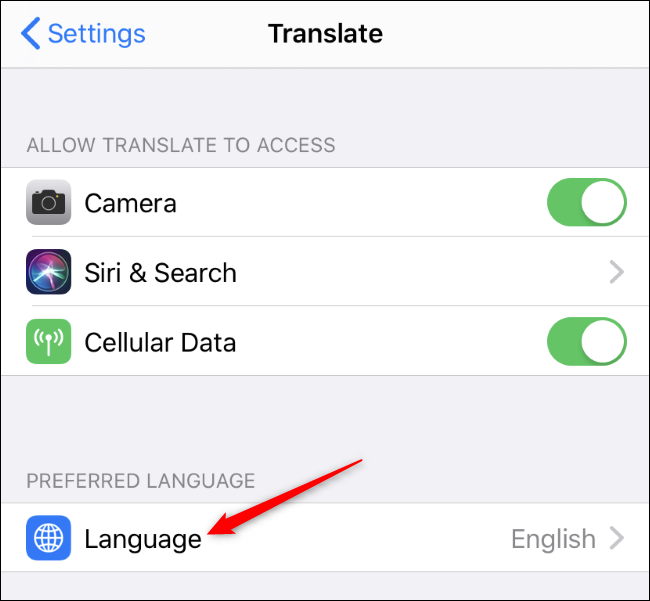 Settings
Translate
ALLOW TRANSLATE TO ACCESS
Camera
Siri & Search
Cellular Data
PREFERRED LANGUAGE
Language English